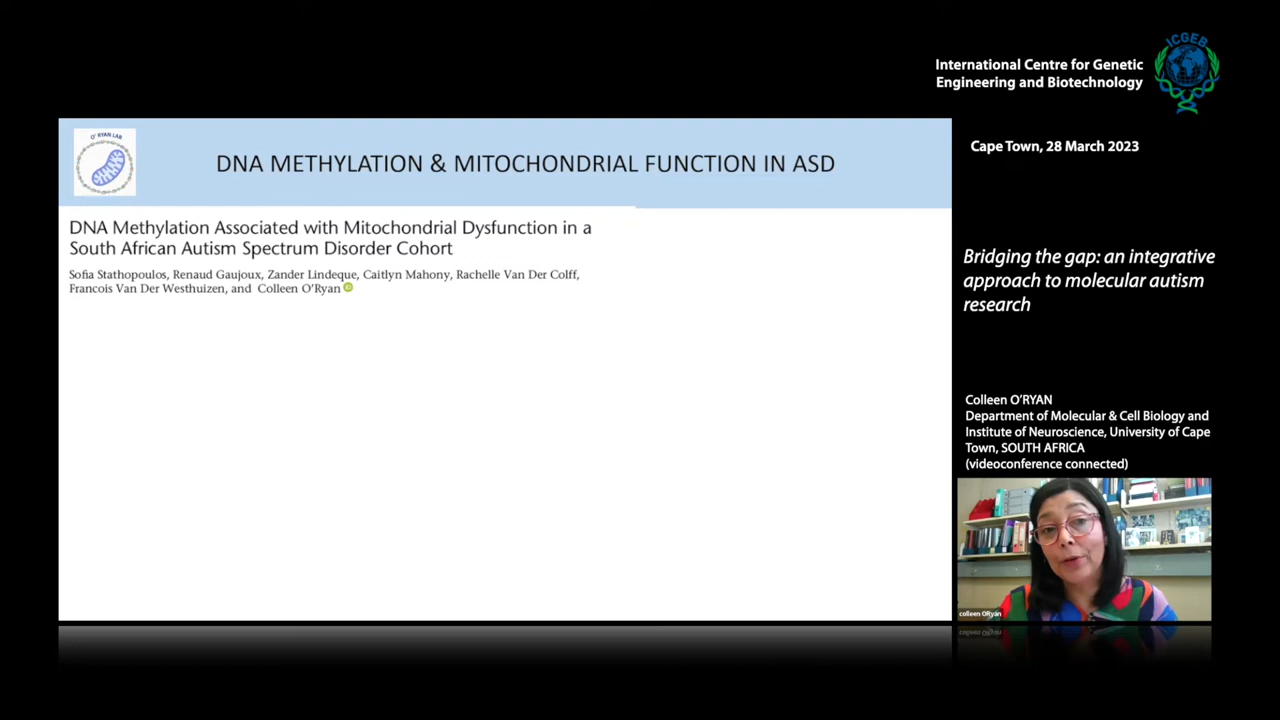 International Centre for Genetic
Engineering and Biotechnology
ICGEB
Cape Town, 28 March 2023
O' RYAN LAB
DNA METHYLATION & MITOCHONDRIAL FUNCTION IN ASD
DNA Methylation Associated with Mitochondrial Dysfunction in a
South African Autism Spectrum Disorder Cohort
Sofia Stathopoulos, Renaud Gaujoux, Zander Lindeque, Caitlyn Mahony, Rachelle Van Der Colff,
Francois Van Der Westhuizen, and Colleen O'Ryan
iD
Bridging the gap: an integrative
approach to molecular autism
research
Colleen O'RYAN
Department of Molecular & Cell Biology and
Institute of Neuroscience, University of Cape
Town, SOUTH AFRICA
(videoconference connected)
colleen ORyan